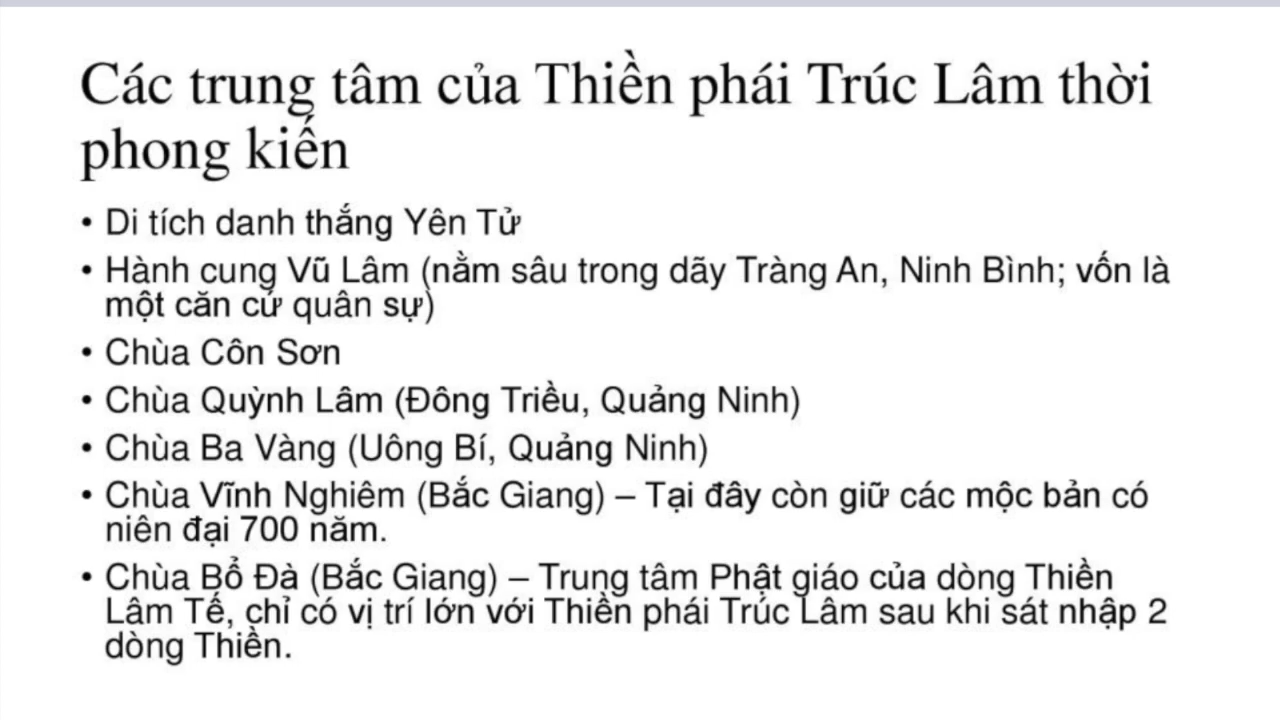 Các trung tâm của Thiền phái Trúc Lâm thời
phong kiến
• Di tích danh thắng Yên Tử
• Hành cung Vũ Lâm (nằm sâu trong dãy Tràng An, Ninh Bình; vốn là
một căn cứ quân sự)
• Chùa Côn Sơn
• Chùa Quỳnh Lâm (Đông Triều, Quảng Ninh)
• Chùa Ba Vàng (Uông Bí, Quảng Ninh)
• Chùa Vĩnh Nghiêm (Bắc Giang) – Tại đây còn giữ các mộc bản có
niên đại 700 năm.
• Chùa Bổ Đà (Bắc Giang) – Trung tâm Phật giáo của dòng Thiền
Lâm Tế, chỉ có vị trí lớn với Thiền phái Trúc Lâm sau khi sát nhập 2
dòng Thiền.